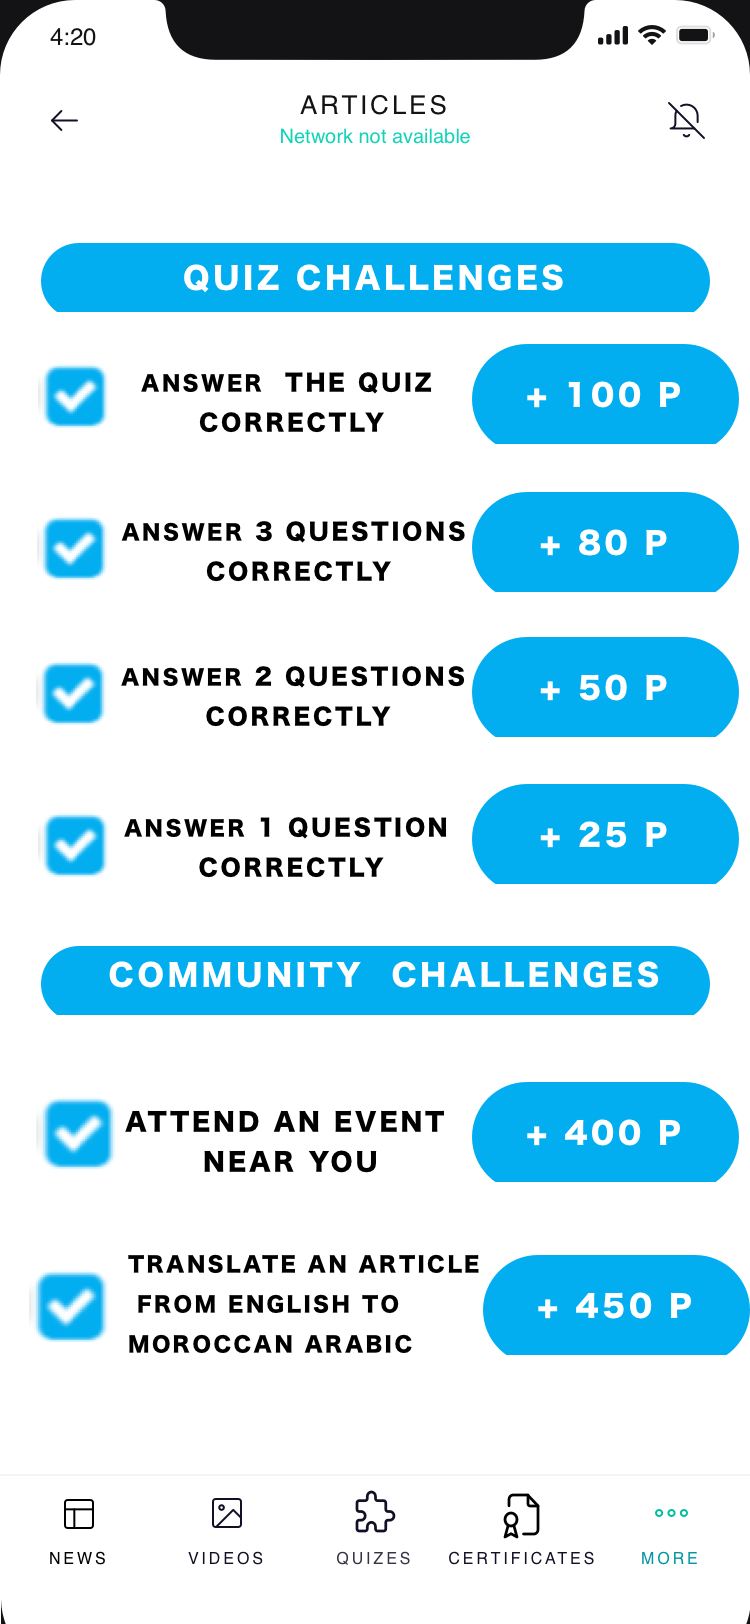 4:20
ARTICLES
Network not available
QUIZ CHALLENGES
ANSWER THE QUIZ
CORRECTLY
+ 100 P
ANSWER 3 QUESTIONS
CORRECTLY
+ 80 P
ANSWER 2 QUESTIONS
CORRECTLY
+ 50 P
ANSWER 1 QUESTION
CORRECTLY
+ 25 P
COMMUNITY CHALLENGES
ATTEND AN EVENT
NEAR YOU
+ 400 P
TRANSLATE AN ARTICLE
FROM ENGLISH TO
MOROCCAN ARABIC
+ 450 P
NEWS
VIDEOS
QUIZES
CERTIFICATES
MORE